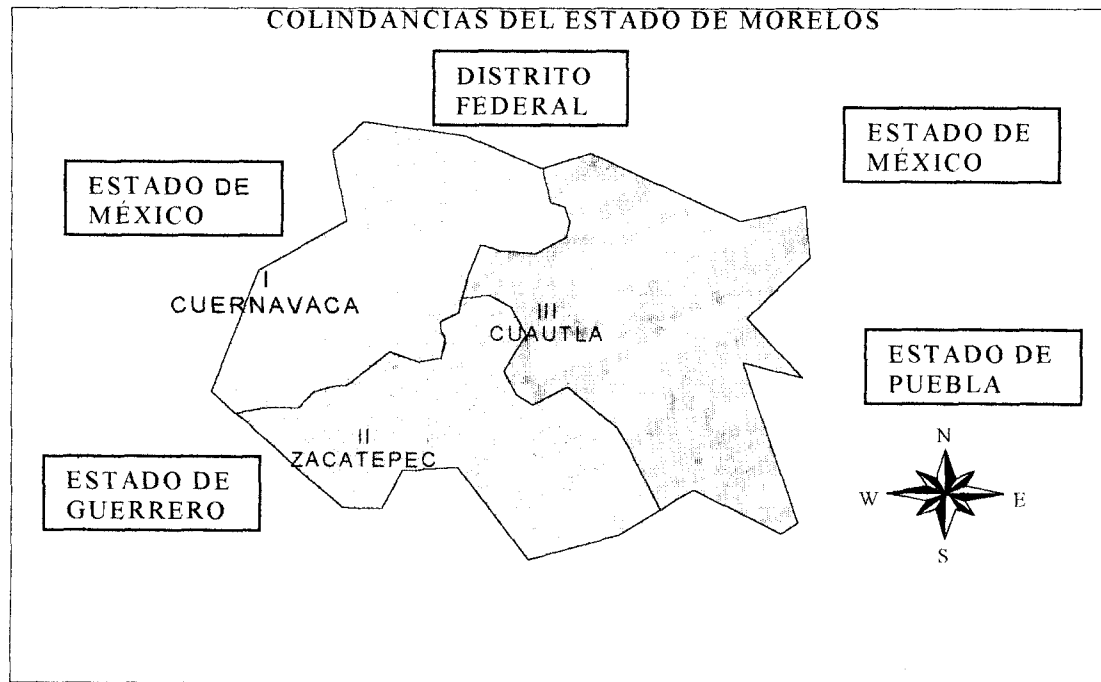 COLINDANCIAS DEL ESTADO DE MORELOS
DISTRITO
FEDERAL
ESTADO DE
MÉXICO
ESTADO DE
MÉXICO
I
CUERNAVACA
III
CUAUTLA
ESTADO DE
PUEBLA
II
ZACATEPEC
ESTADO DE
GUERRERO
N
W
E
S